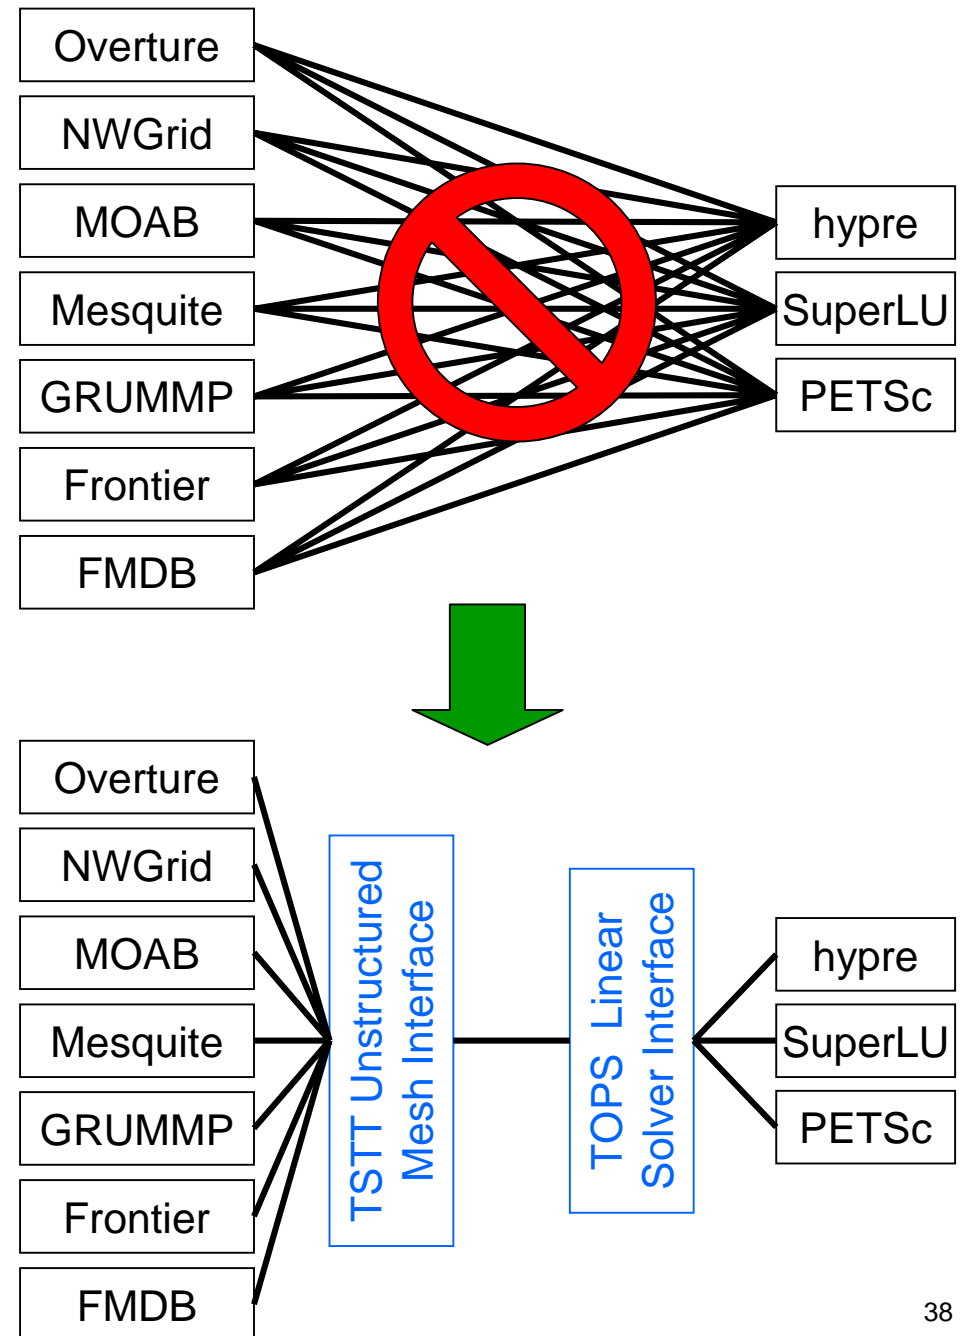 Overture
NWGrid
MOAB
Mesquite
GRUMMP
Frontier
FMDB
hypre
SuperLU
PETSc
Overture
NWGrid
MOAB
Mesquite
GRUMMP
Frontier
FMDB
TSTT Unstructured
Mesh Interface
TOPS Linear
Solver Interface
hypre
SuperLU
PETSc
38